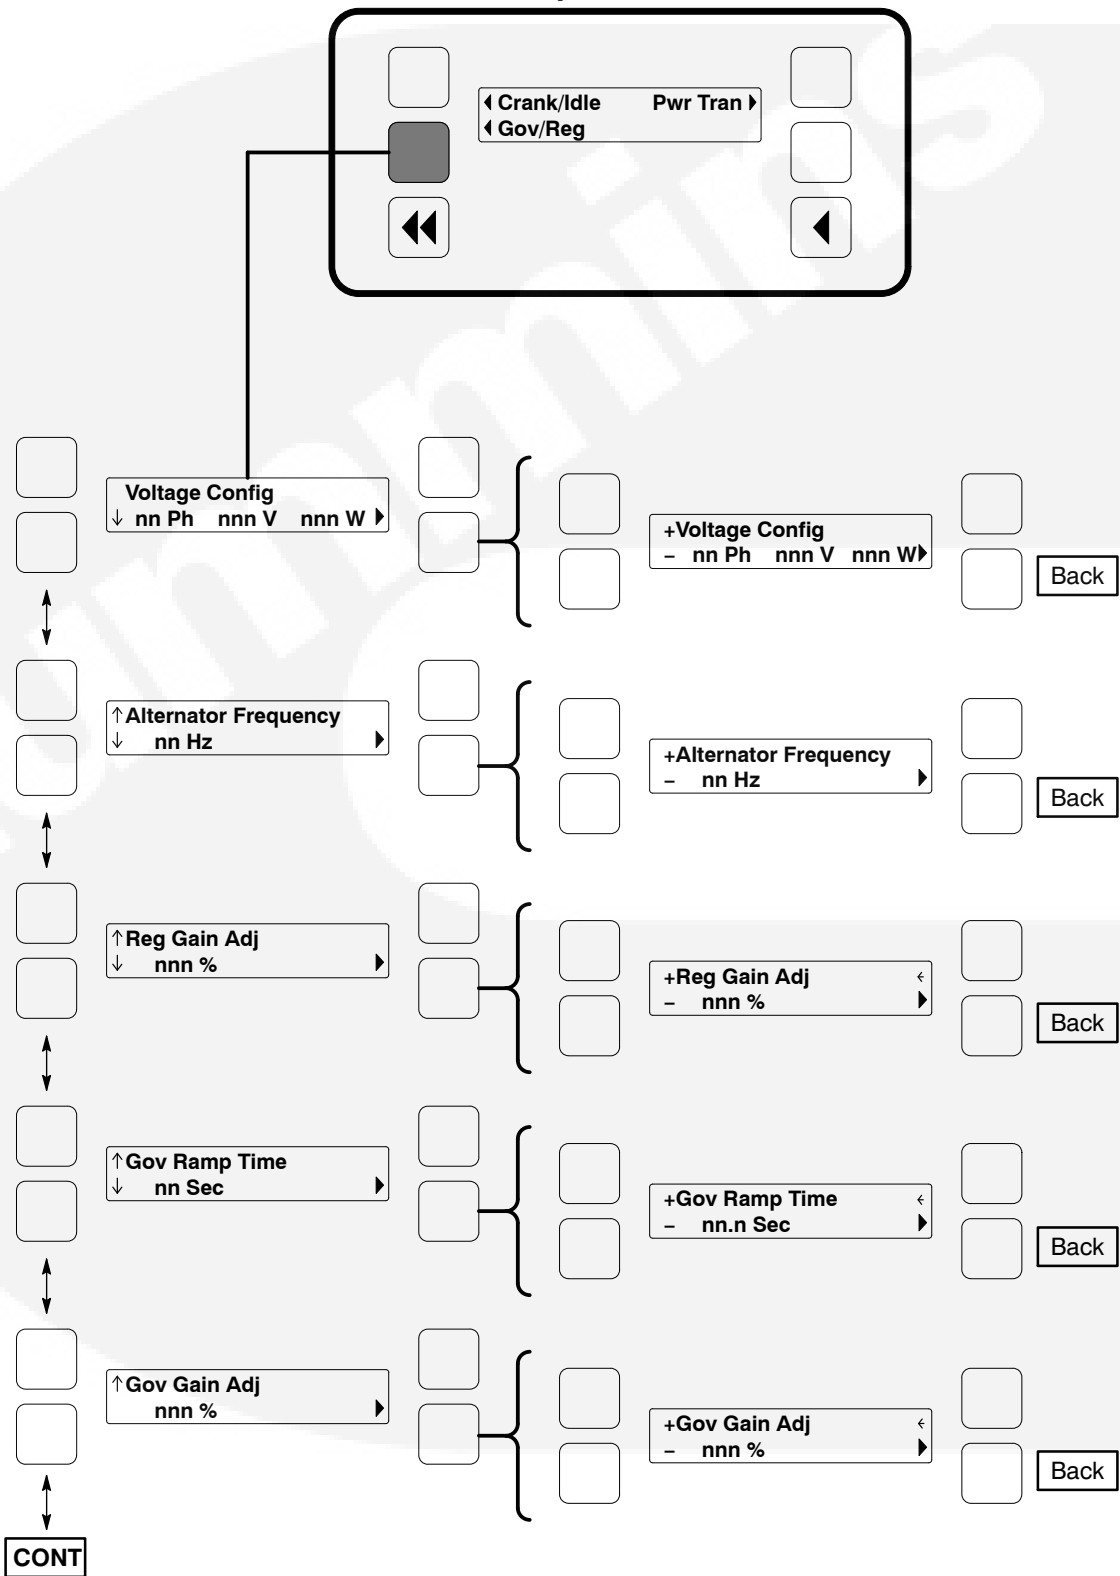 ◀ Crank/Idle Pwr Tran ▶
◀ Gov/Reg
Voltage Config
↓ nn Ph nnn V nnn W ▶
+Voltage Config
– nn Ph nnn V nnn W▶
Back
↑Alternator Frequency
↓ nn Hz ▶
+Alternator Frequency
– nn Hz ▶
Back
↑Reg Gain Adj
↓ nnn % ▶
+Reg Gain Adj ←
– nnn % ▶
Back
↑Gov Ramp Time
↓ nn Sec ▶
+Gov Ramp Time ←
– nn.n Sec ▶
Back
↑Gov Gain Adj
nnn % ▶
+Gov Gain Adj ←
– nnn % ▶
Back
CONT